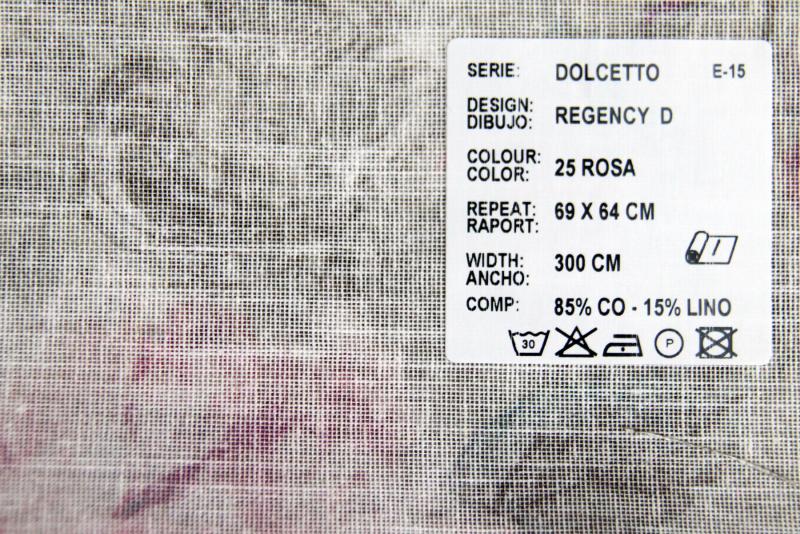 SERIE: DOLCETTO E-15
DESIGN:
DIBUJO: REGENCY D
COLOUR:
COLOR: 25 ROSA
REPEAT: 69 X 64 CM
RAPORT:
WIDTH: 300 CM
ANCHO:
COMP: 85% CO - 15% LINO
30 P